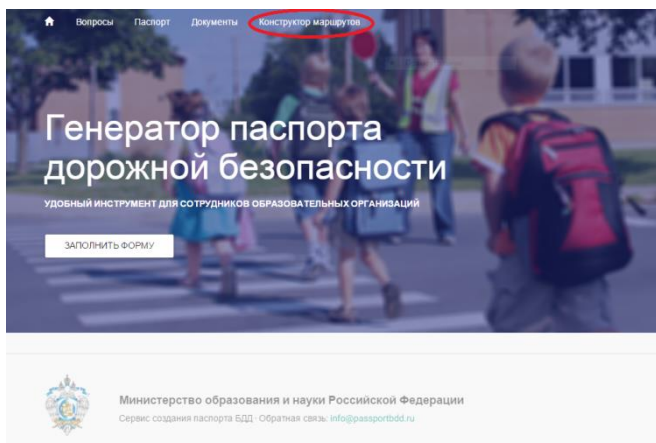 Вопросы Паспорт Документы Конструктор маршрутов
Генератор паспорта
дорожной безопасности
УДОБНЫЙ ИНСТРУМЕНТ ДЛЯ СОТРУДНИКОВ ОБРАЗОВАТЕЛЬНЫХ ОРГАНИЗАЦИЙ
ЗАПОЛНИТЬ ФОРМУ
Министерство образования и науки Российской Федерации
Сервис создания паспорта БДД · Обратная связь: info@passportbdd.ru